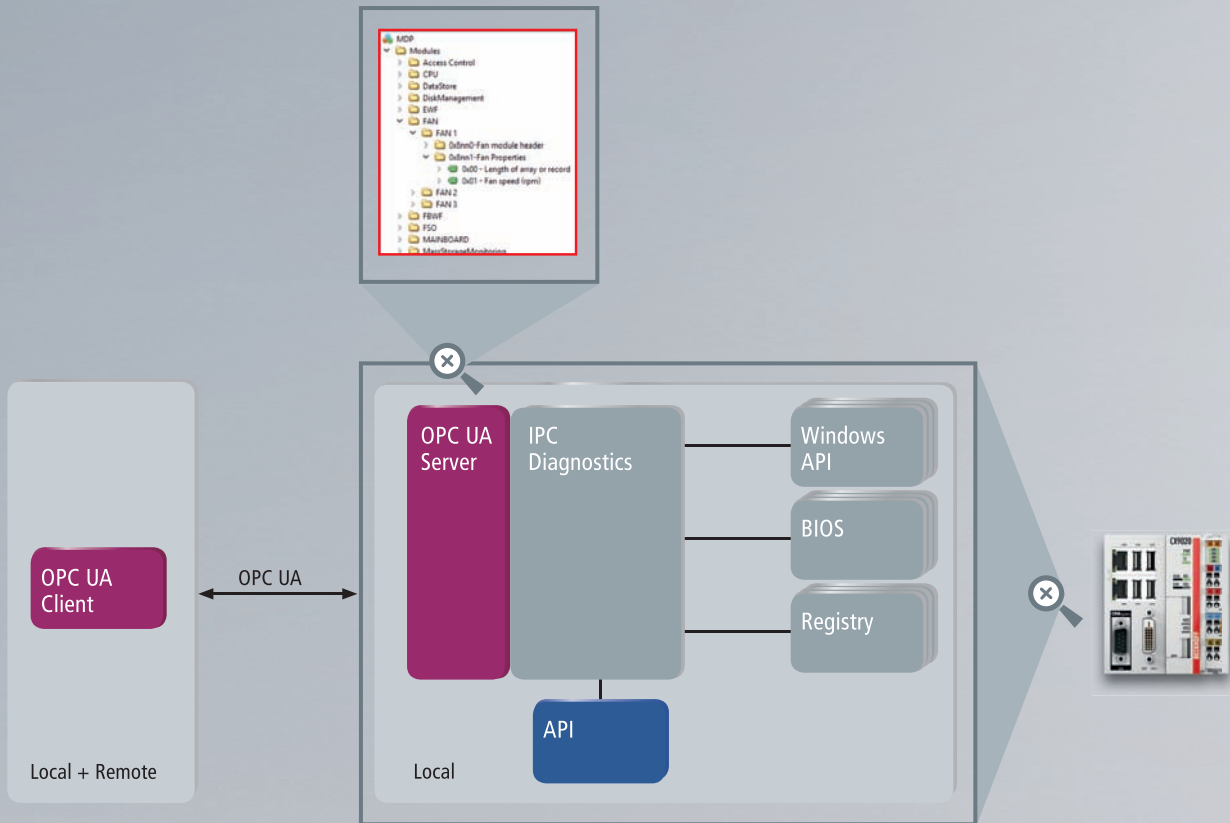 MDP
Modules
Access Control
CPU
DataStore
DiskManagement
EWF
FAN
FAN 1
0x8nn0-Fan module header
0x8nn1-Fan Properties
0x00 - Length of array or record
0x01 - Fan speed (rpm)
FAN 2
FAN 3
FBWF
FSO
MAINBOARD
MassStorageMonitoring
OPC UA
Server
IPC
Diagnostics
Windows
API
BIOS
Registry
API
Local
OPC UA
Client
OPC UA
Local + Remote
CX9020